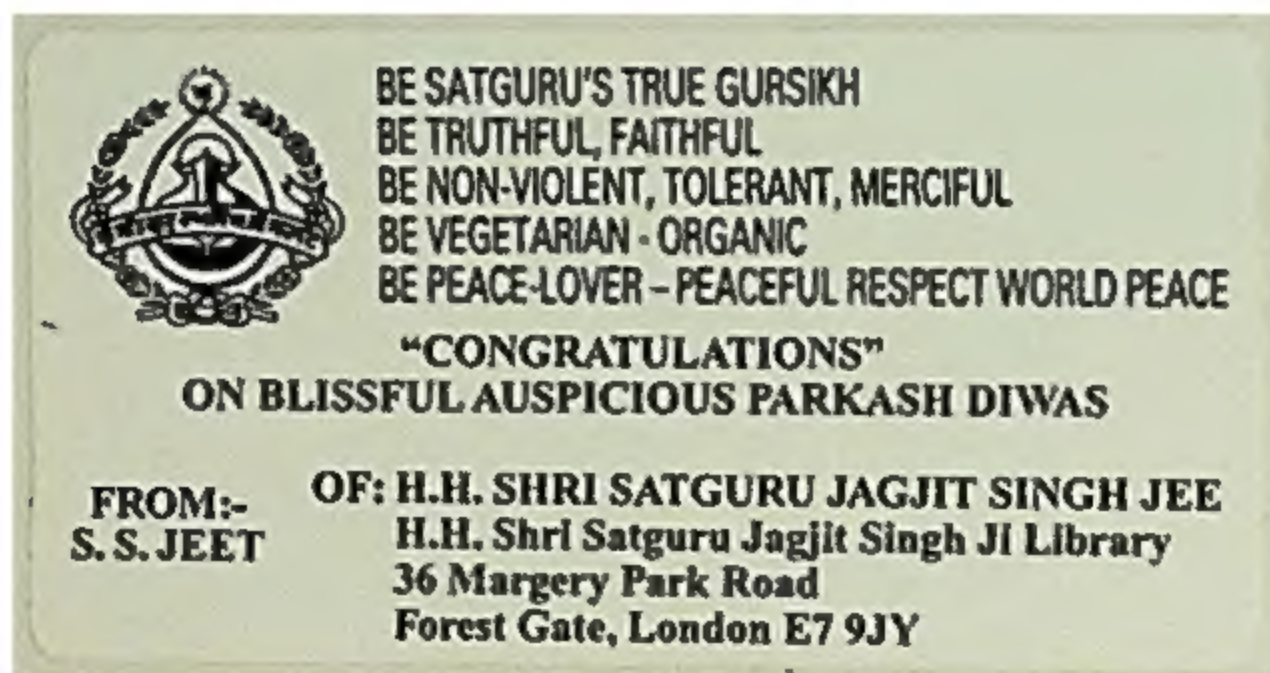 BE SATGURU'S TRUE GURSIKH
BE TRUTHFUL, FAITHFUL
BE NON-VIOLENT, TOLERANT, MERCIFUL
BE VEGETARIAN - ORGANIC
BE PEACE-LOVER – PEACEFUL RESPECT WORLD PEACE
“CONGRATULATIONS”
ON BLISSFUL AUSPICIOUS PARKASH DIWAS
FROM:-
S. S. JEET
OF: H.H. SHRI SATGURU JAGJIT SINGH JEE
H.H. Shri Satguru Jagjit Singh Ji Library
36 Margery Park Road
Forest Gate, London E7 9JY